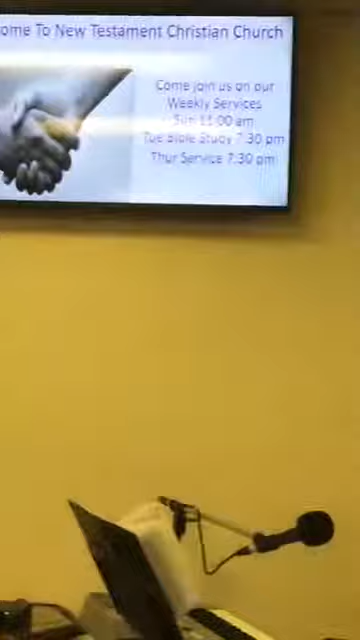 ome To New Testament Christian Church
Come join us on our
Weekly Services
Sun 11:00 am
Tue Bible Study 7:30 pm
Thur Service 7:30 pm